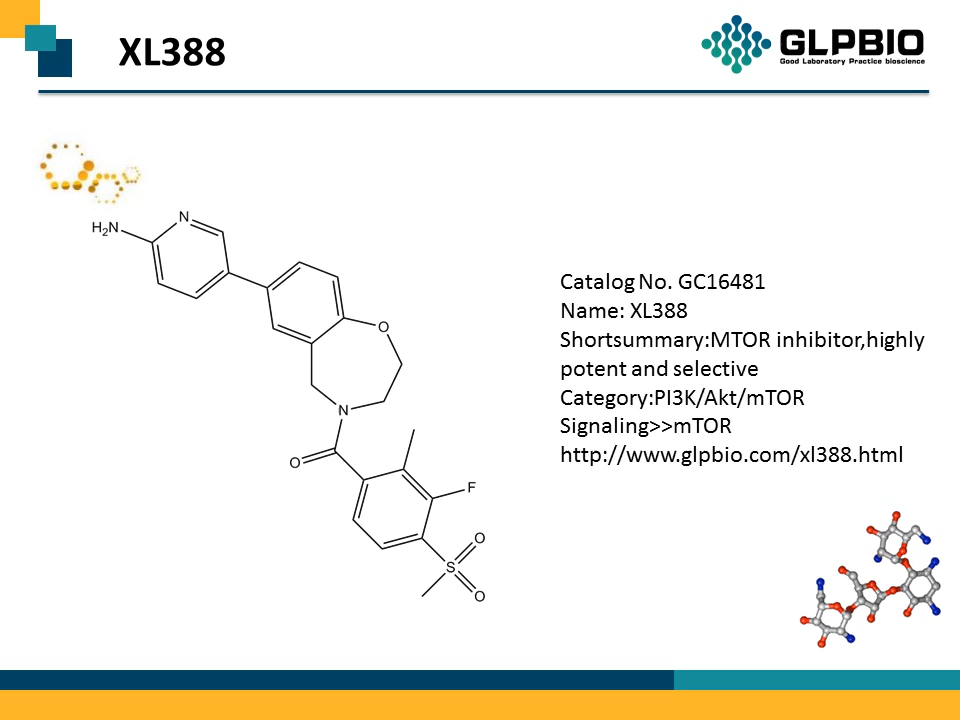 XL388
GLPBIO
Good Laboratory Practice bioscience
H2N
N
O
N
O
F
S
O
O
Catalog No. GC16481
Name: XL388
Shortsummary:MTOR inhibitor,highly
potent and selective
Category:PI3K/Akt/mTOR
Signaling>>mTOR
http://www.glpbio.com/xl388.html